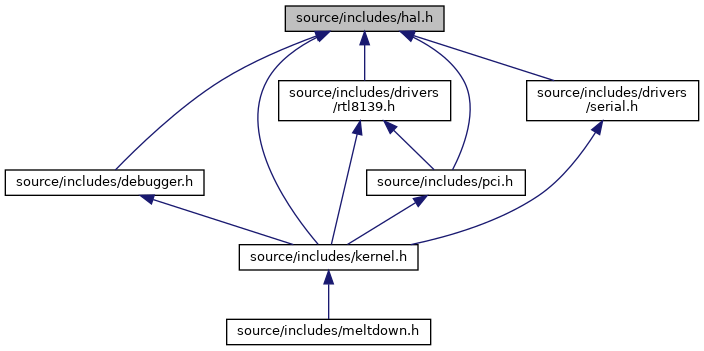 source/includes/hal.h
source/includes/drivers
/rtl8139.h
source/includes/drivers
/serial.h
source/includes/debugger.h
source/includes/pci.h
source/includes/kernel.h
source/includes/meltdown.h